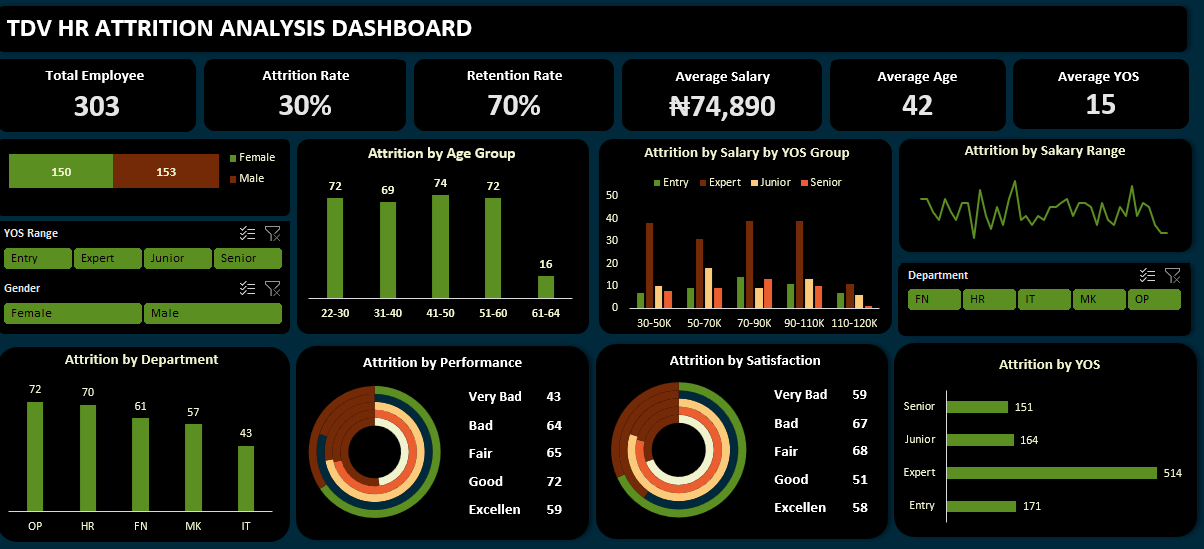 TDV HR ATTRITION ANALYSIS DASHBOARD
Total Employee
303
Attrition Rate
30%
Retention Rate
70%
Average Salary
₦74,890
Average Age
42
Average YOS
15
150
153
Female
Male
YOS Range
Entry
Expert
Junior
Senior
Gender
Female
Male
Attrition by Age Group
72
69
74
72
16
22-30
31-40
41-50
51-60
61-64
Attrition by Salary by YOS Group
Entry
Expert
Junior
Senior
50
40
30
20
10
0
30-50K
50-70K
70-90K
90-110K
110-120K
Attrition by Sakary Range
Department
FN
HR
IT
MK
OP
Attrition by Department
72
70
61
57
43
OP
HR
FN
MK
IT
Attrition by Performance
Very Bad 43
Bad 64
Fair 65
Good 72
Excellen 59
Attrition by Satisfaction
Very Bad 59
Bad 67
Fair 68
Good 51
Excellen 58
Attrition by YOS
Senior 151
Junior 164
Expert 514
Entry 171